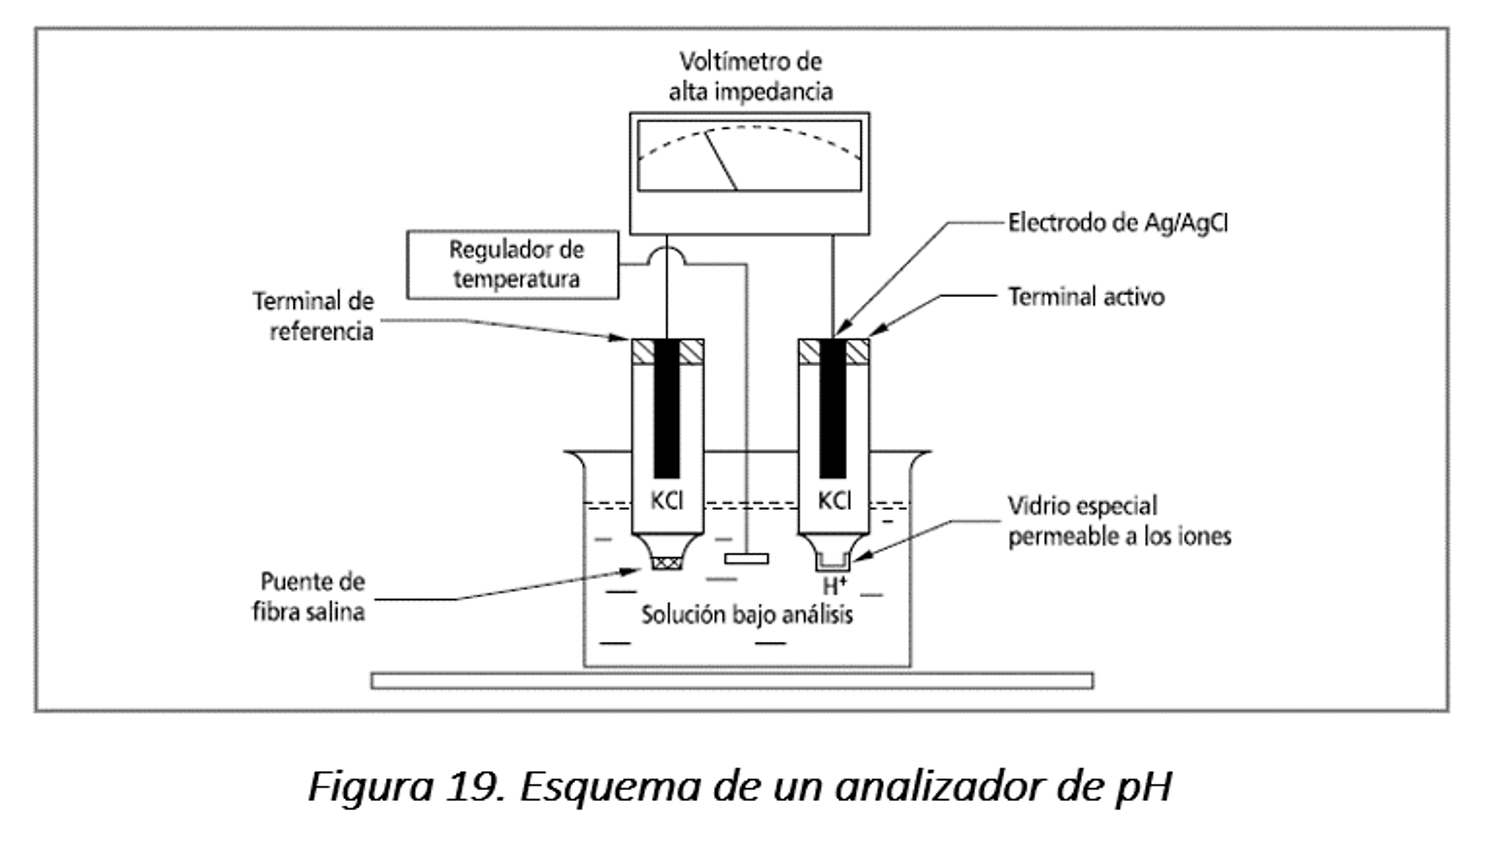 Voltímetro de
alta impedancia
Electrodo de Ag/AgCl
Regulador de
temperatura
Terminal de
referencia
Terminal activo
KCl
KCl
Vidrio especial
permeable a los iones
Puente de
fibra salina
H+
Solución bajo análisis
Figura 19. Esquema de un analizador de pH